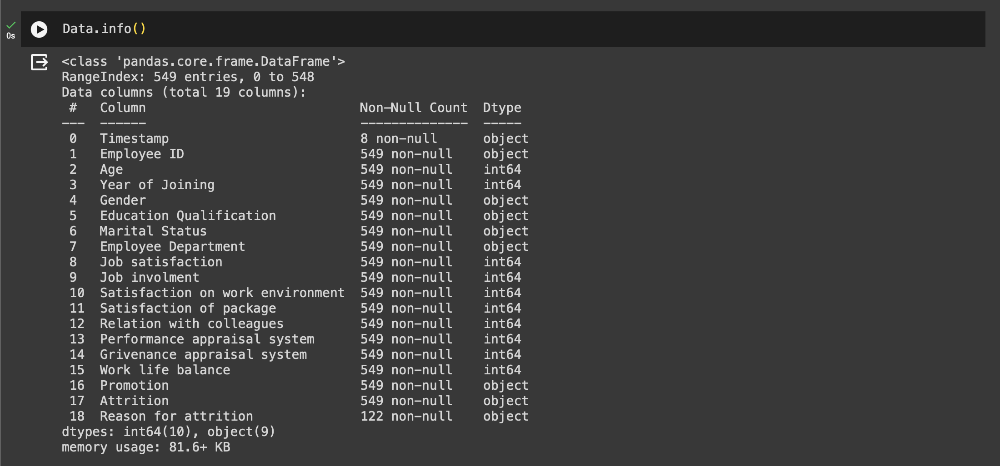 Data.info()
0s
<class 'pandas.core.frame.DataFrame'>
RangeIndex: 549 entries, 0 to 548
Data columns (total 19 columns):
 #   Column                            Non-Null Count  Dtype
---  ------                            --------------  -----
 0   Timestamp                         8 non-null      object
 1   Employee ID                       549 non-null    object
 2   Age                               549 non-null    int64
 3   Year of Joining                   549 non-null    int64
 4   Gender                            549 non-null    object
 5   Education Qualification           549 non-null    object
 6   Marital Status                    549 non-null    object
 7   Employee Department               549 non-null    object
 8   Job satisfaction                  549 non-null    int64
 9   Job involment                     549 non-null    int64
 10  Satisfaction on work environment  549 non-null    int64
 11  Satisfaction of package           549 non-null    int64
 12  Relation with colleagues          549 non-null    int64
 13  Performance appraisal system      549 non-null    int64
 14  Grivenance appraisal system       549 non-null    int64
 15  Work life balance                 549 non-null    int64
 16  Promotion                         549 non-null    object
 17  Attrition                         549 non-null    object
 18  Reason for attrition              122 non-null    object
dtypes: int64(10), object(9)
memory usage: 81.6+ KB